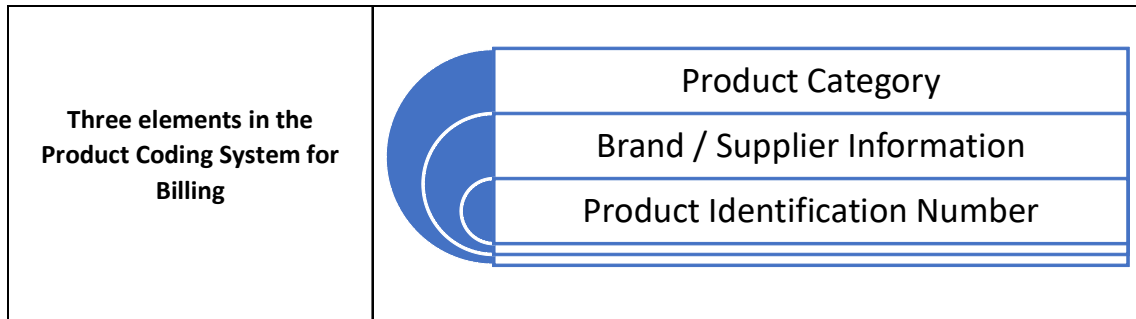 Three elements in the
Product Coding System for
Billing
Product Category
Brand / Supplier Information
Product Identification Number